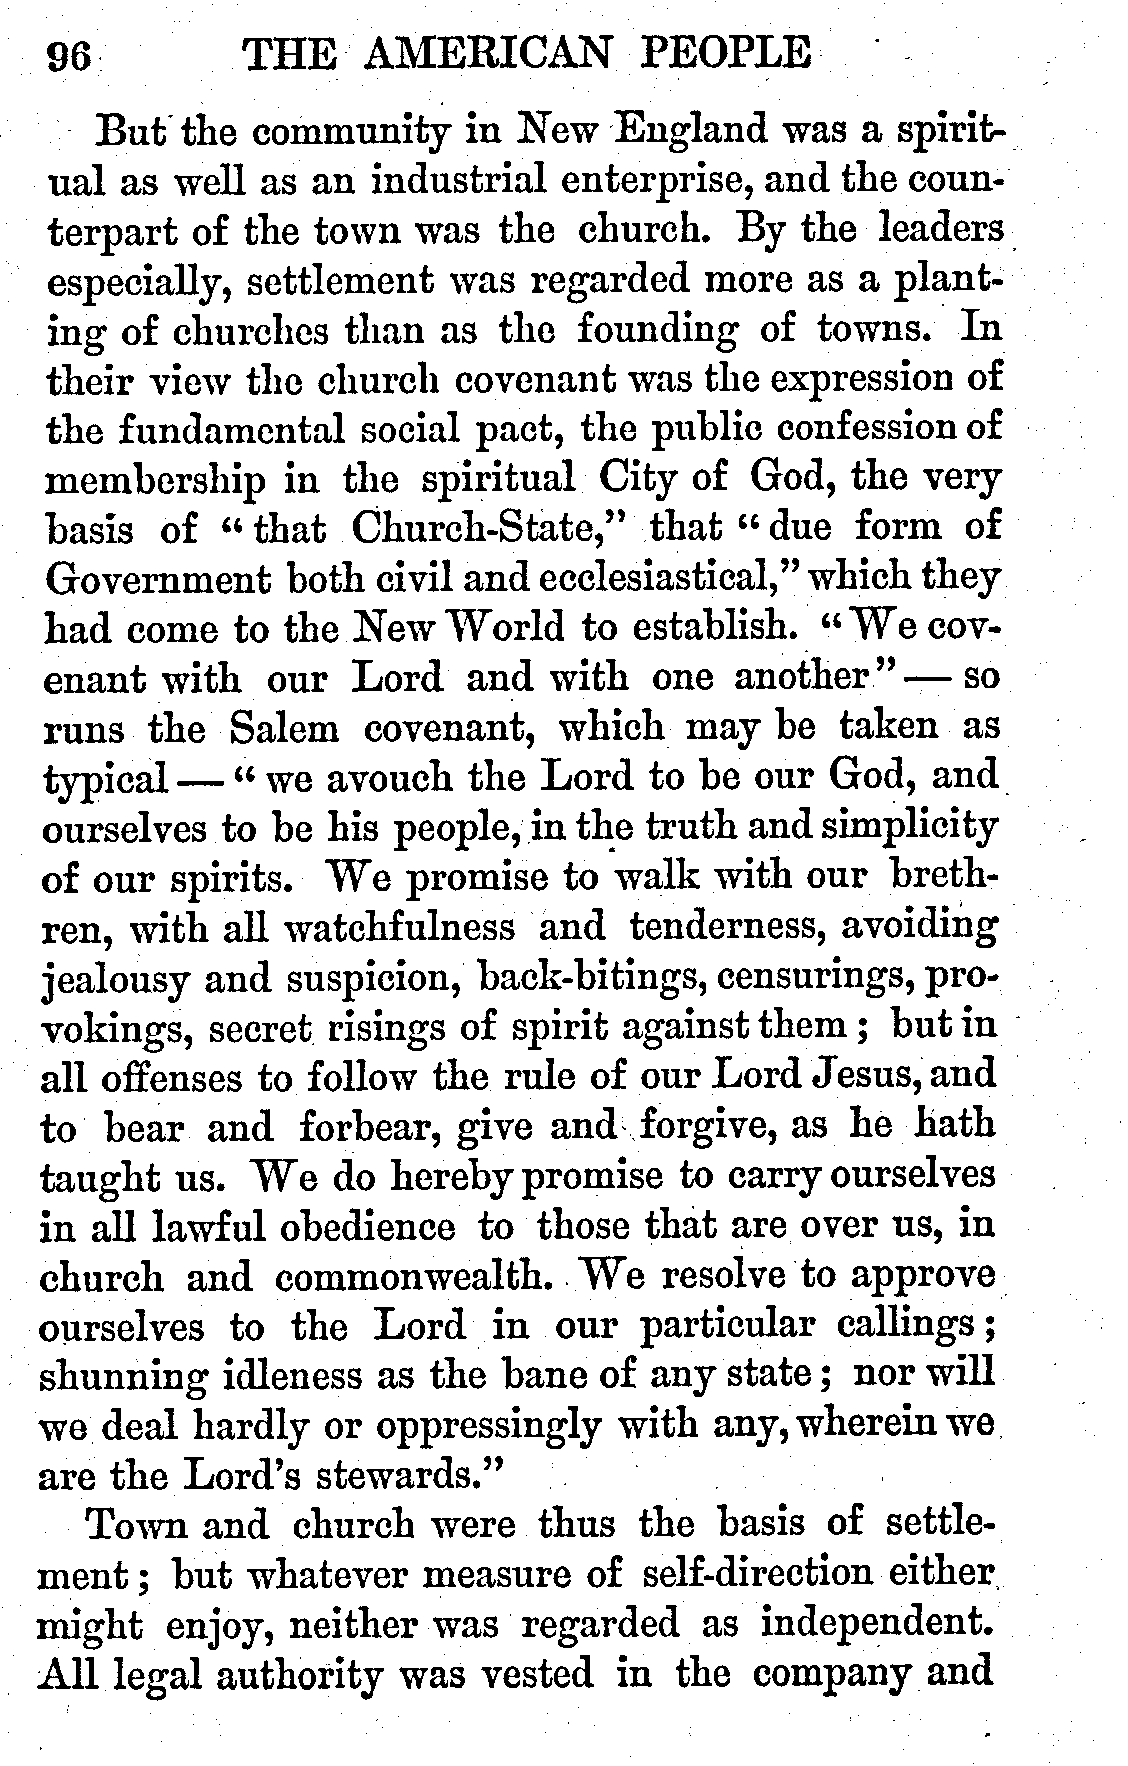 96 THE AMERICAN PEOPLE
But the community in New England was a spirit-
ual as well as an industrial enterprise, and the coun-
terpart of the town was the church. By the leaders
especially, settlement was regarded more as a plant-
ing of churches than as the founding of towns. In
their view the church covenant was the expression of
the fundamental social pact, the public confession of
membership in the spiritual City of God, the very
basis of “that Church-State,” that “due form of
Government both civil and ecclesiastical,” which they
had come to the New World to establish. “We cov-
enant with our Lord and with one another”— so
runs the Salem covenant, which may be taken as
typical — “we avouch the Lord to be our God, and
ourselves to be his people, in the truth and simplicity
of our spirits. We promise to walk with our breth-
ren, with all watchfulness and tenderness, avoiding
jealousy and suspicion, back-bitings, censurings, pro-
vokings, secret risings of spirit against them; but in
all offenses to follow the rule of our Lord Jesus, and
to bear and forbear, give and forgive, as he hath
taught us. We do hereby promise to carry ourselves
in all lawful obedience to those that are over us, in
church and commonwealth. We resolve to approve
ourselves to the Lord in our particular callings;
shunning idleness as the bane of any state; nor will
we deal hardly or oppressingly with any, wherein we
are the Lord's stewards.”
Town and church were thus the basis of settle-
ment; but whatever measure of self-direction either
might enjoy, neither was regarded as independent.
All legal authority was vested in the company and